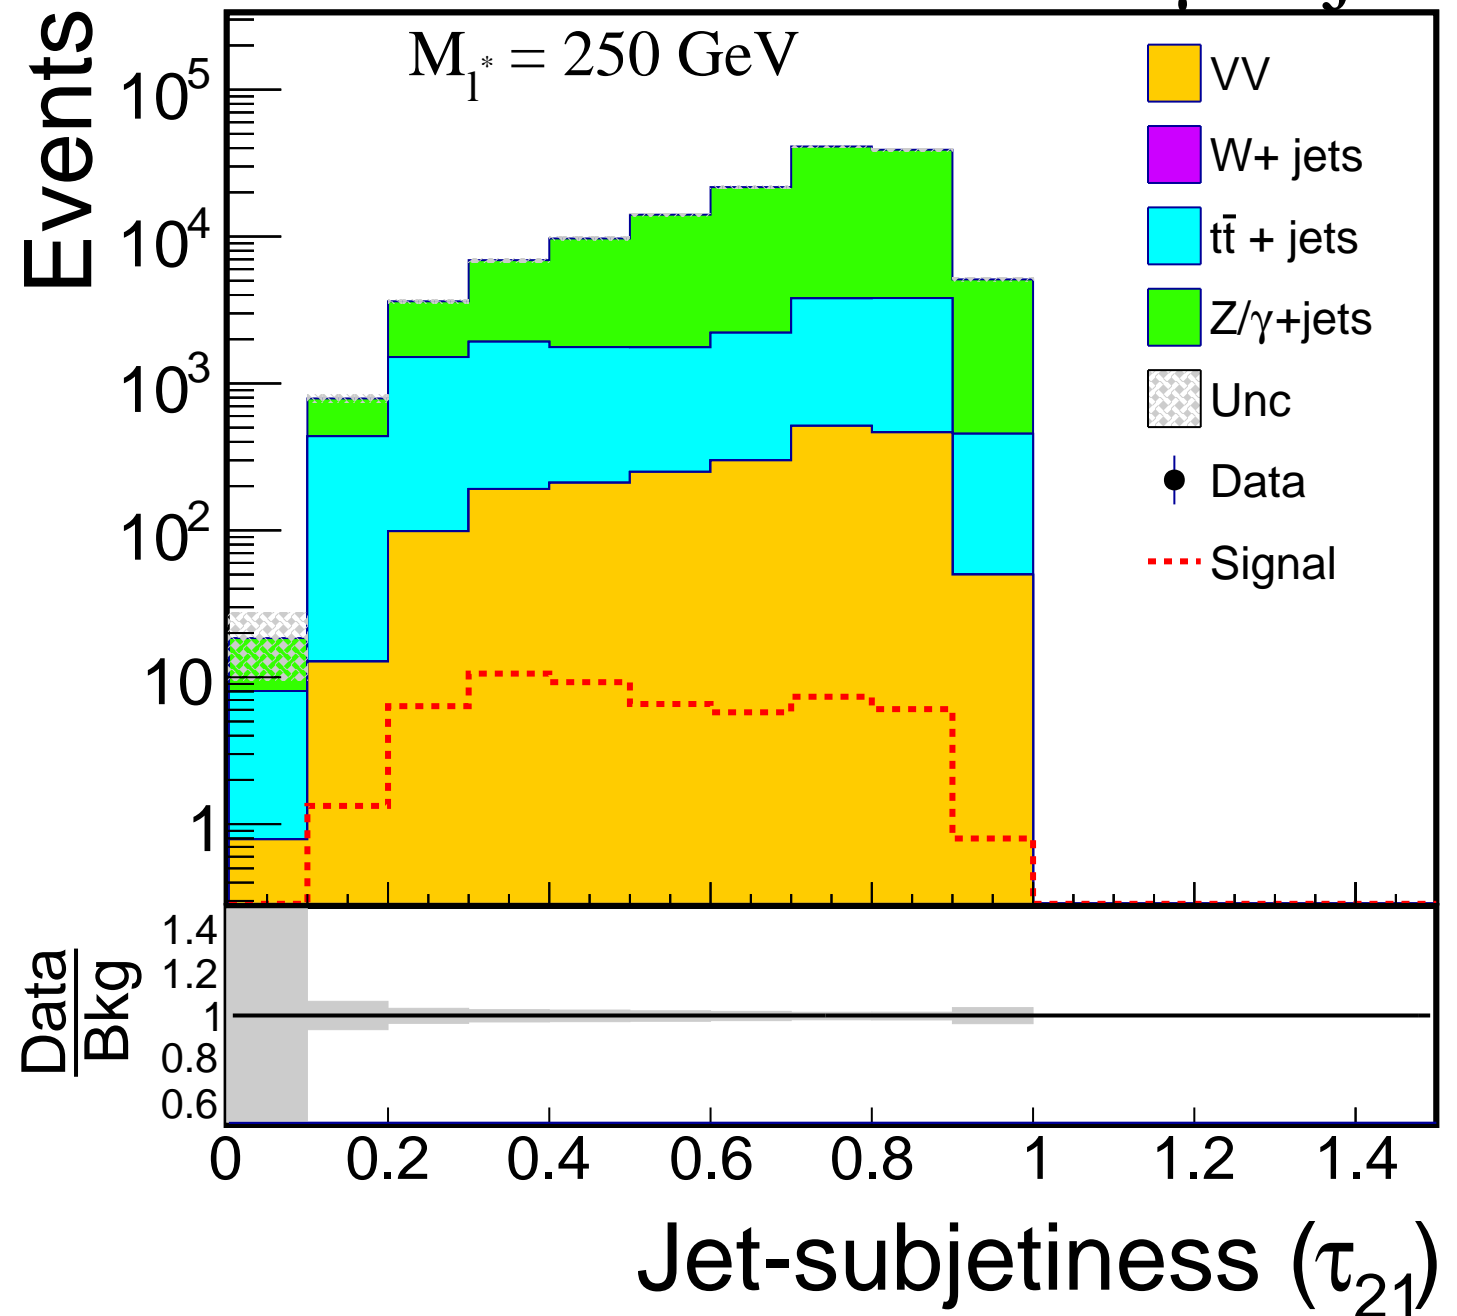 M_l* = 250 GeV
Events
10^5
10^4
10^3
10^2
10
1
VV
W+ jets
tt̄ + jets
Z/γ+jets
Unc
Data
Signal
Data
Bkg
1.4
1.2
1
0.8
0.6
0 0.2 0.4 0.6 0.8 1 1.2 1.4
Jet-subjetiness (τ_21)